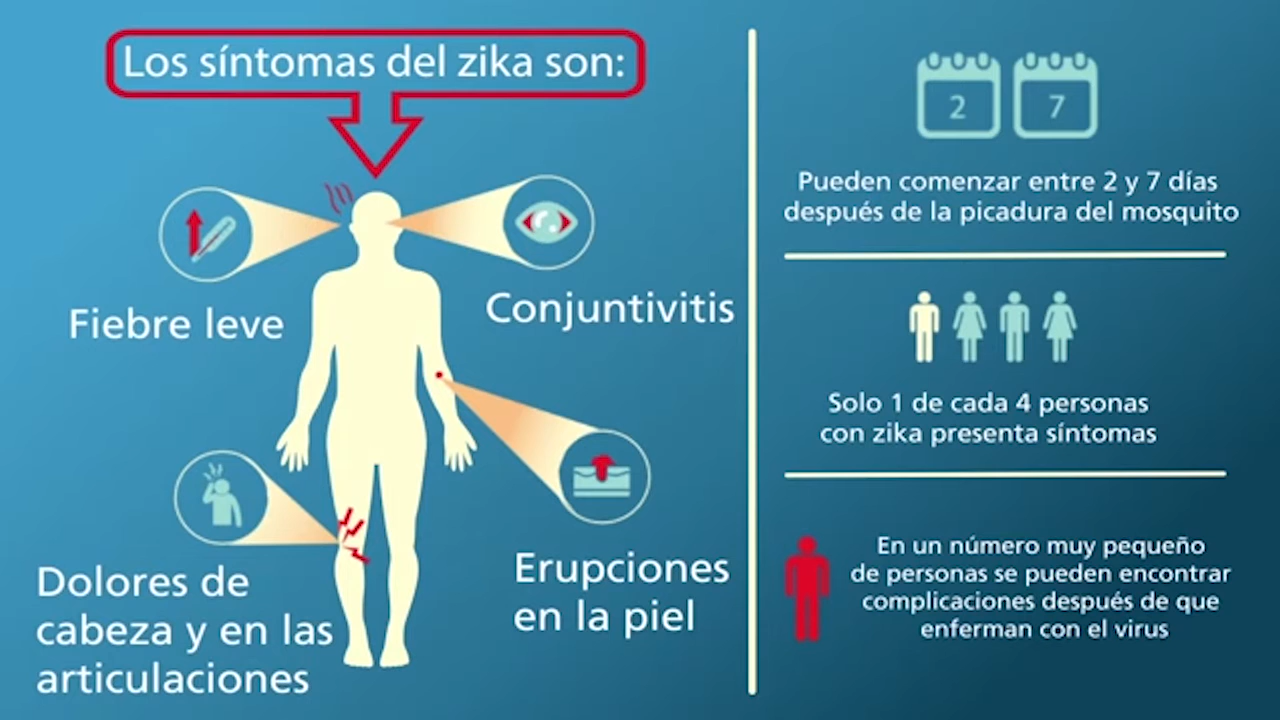 Los síntomas del zika son:
Fiebre leve
Conjuntivitis
Dolores de
cabeza y en las
articulaciones
Erupciones
en la piel
2 7
Pueden comenzar entre 2 y 7 días
después de la picadura del mosquito
Solo 1 de cada 4 personas
con zika presenta síntomas
En un número muy pequeño
de personas se pueden encontrar
complicaciones después de que
enferman con el virus